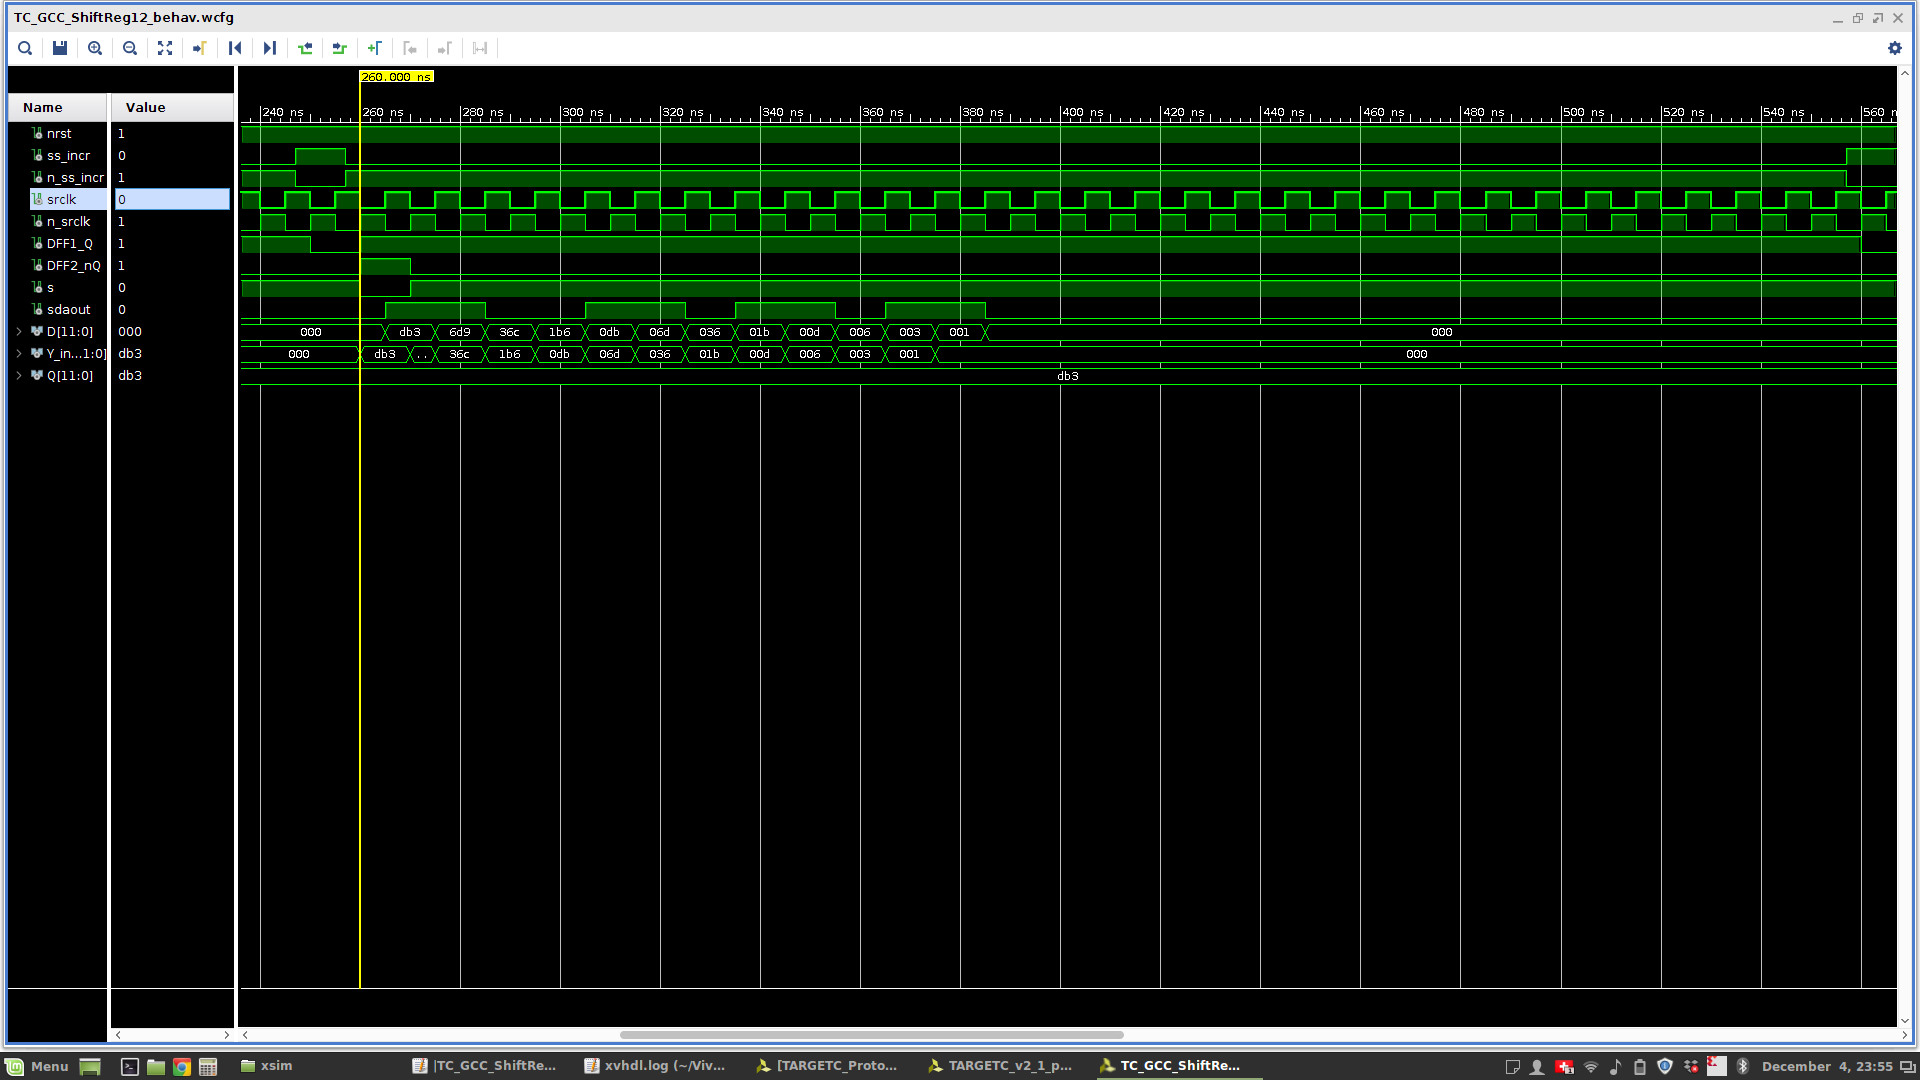 TC_GCC_ShiftReg12_behav.wcfg
260.000 ns
240 ns 260 ns 280 ns 300 ns 320 ns 340 ns 360 ns 380 ns 400 ns 420 ns 440 ns 460 ns 480 ns 500 ns 520 ns 540 ns 560 n
Name Value
nrst 1
ss_incr 0
n_ss_incr 1
srclk 0
n_srclk 1
DFF1_Q 1
DFF2_nQ 1
s 0
sdaout 0
D[11:0] 000 000 db3 6d9 36c 1b6 0db 06d 036 01b 00d 006 003 001 000
Y_in...1:0] db3 000 db3 .. 36c 1b6 0db 06d 036 01b 00d 006 003 001 000
Q[11:0] db3 db3
Menu xsim |TC_GCC_ShiftRe... xvhdl.log (~/Viv... [TARGETC_Proto... TARGETC_v2_1_p... TC_GCC_ShiftRe... December 4, 23:55